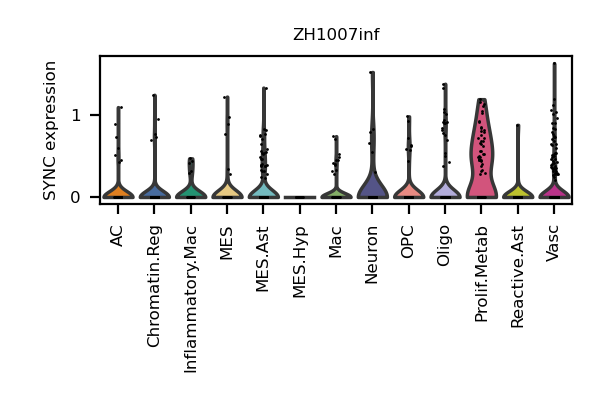 ZH1007inf
SYNC expression
1
0
AC
Chromatin.Reg
Inflammatory.Mac
MES
MES.Ast
MES.Hyp
Mac
Neuron
OPC
Oligo
Prolif.Metab
Reactive.Ast
Vasc